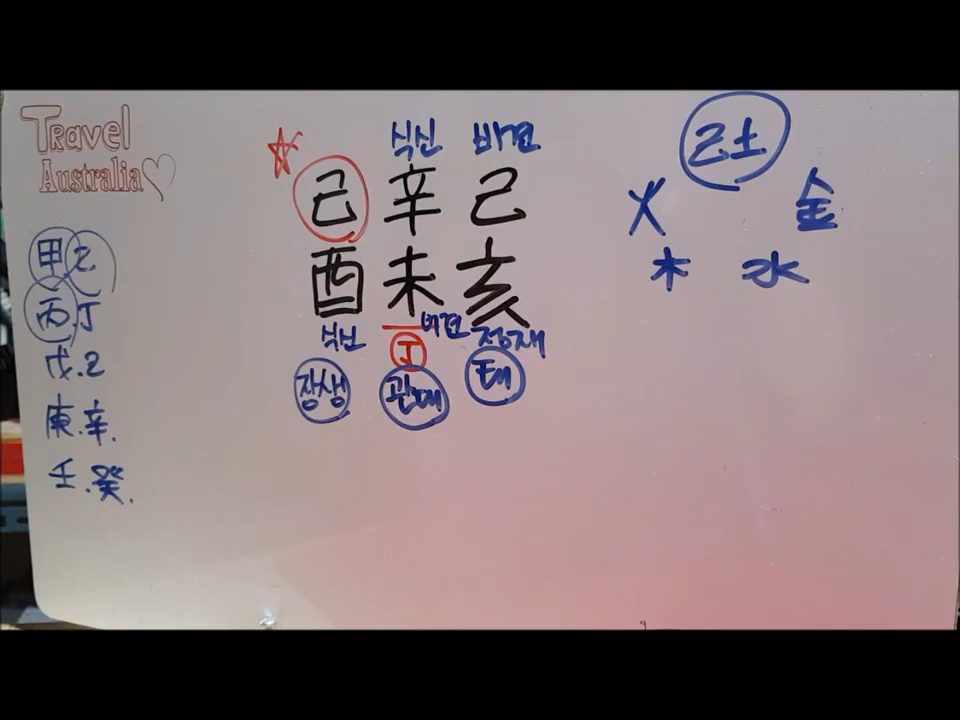 Travel
Australia
甲乙
丙丁
戊.己
庚.辛.
壬.癸.
식신 비견
己 辛 己
酉 未 亥
식신 비견 정재
丁
장생 관대 태
己土
火 金
木 水